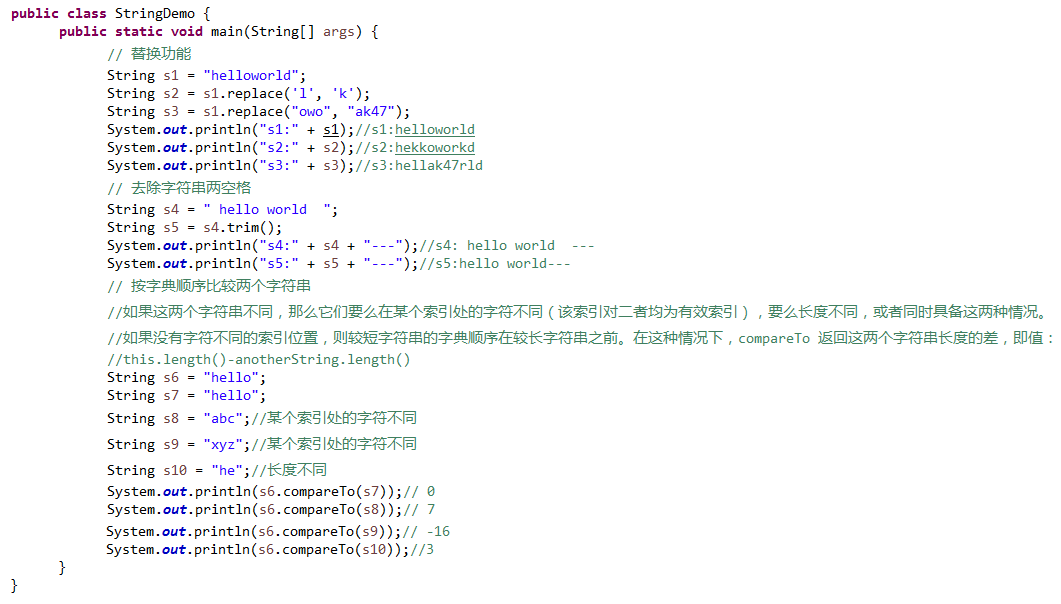 public class StringDemo {
public static void main(String[] args) {
// 替换功能
String s1 = "helloworld";
String s2 = s1.replace('l', 'k');
String s3 = s1.replace("owo", "ak47");
System.out.println("s1:" + s1);//s1:helloworld
System.out.println("s2:" + s2);//s2:hekkoworkd
System.out.println("s3:" + s3);//s3:hellak47rld
// 去除字符串两空格
String s4 = " hello world  ";
String s5 = s4.trim();
System.out.println("s4:" + s4 + "---");//s4: hello world  ---
System.out.println("s5:" + s5 + "---");//s5:hello world---
// 按字典顺序比较两个字符串
//如果这两个字符串不同，那么它们要么在某个索引处的字符不同（该索引对二者均为有效索引），要么长度不同，或者同时具备这两种情况。
//如果没有字符不同的索引位置，则较短字符串的字典顺序在较长字符串之前。在这种情况下，compareTo 返回这两个字符串长度的差，即值：
//this.length()-anotherString.length()
String s6 = "hello";
String s7 = "hello";
String s8 = "abc";//某个索引处的字符不同
String s9 = "xyz";//某个索引处的字符不同
String s10 = "he";//长度不同
System.out.println(s6.compareTo(s7));// 0
System.out.println(s6.compareTo(s8));// 7
System.out.println(s6.compareTo(s9));// -16
System.out.println(s6.compareTo(s10));//3
}
}